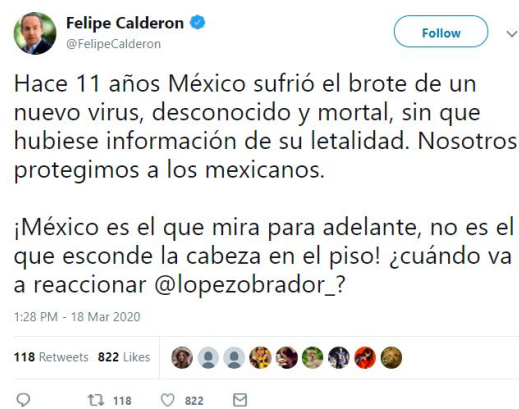 Felipe Calderon
@FelipeCalderon
Follow
Hace 11 años México sufrió el brote de un
nuevo virus, desconocido y mortal, sin que
hubiese información de su letalidad. Nosotros
protegimos a los mexicanos.
¡México es el que mira para adelante, no es el
que esconde la cabeza en el piso! ¿cuándo va
a reaccionar @lopezobrador_?
1:28 PM - 18 Mar 2020
118 Retweets 822 Likes
118 822